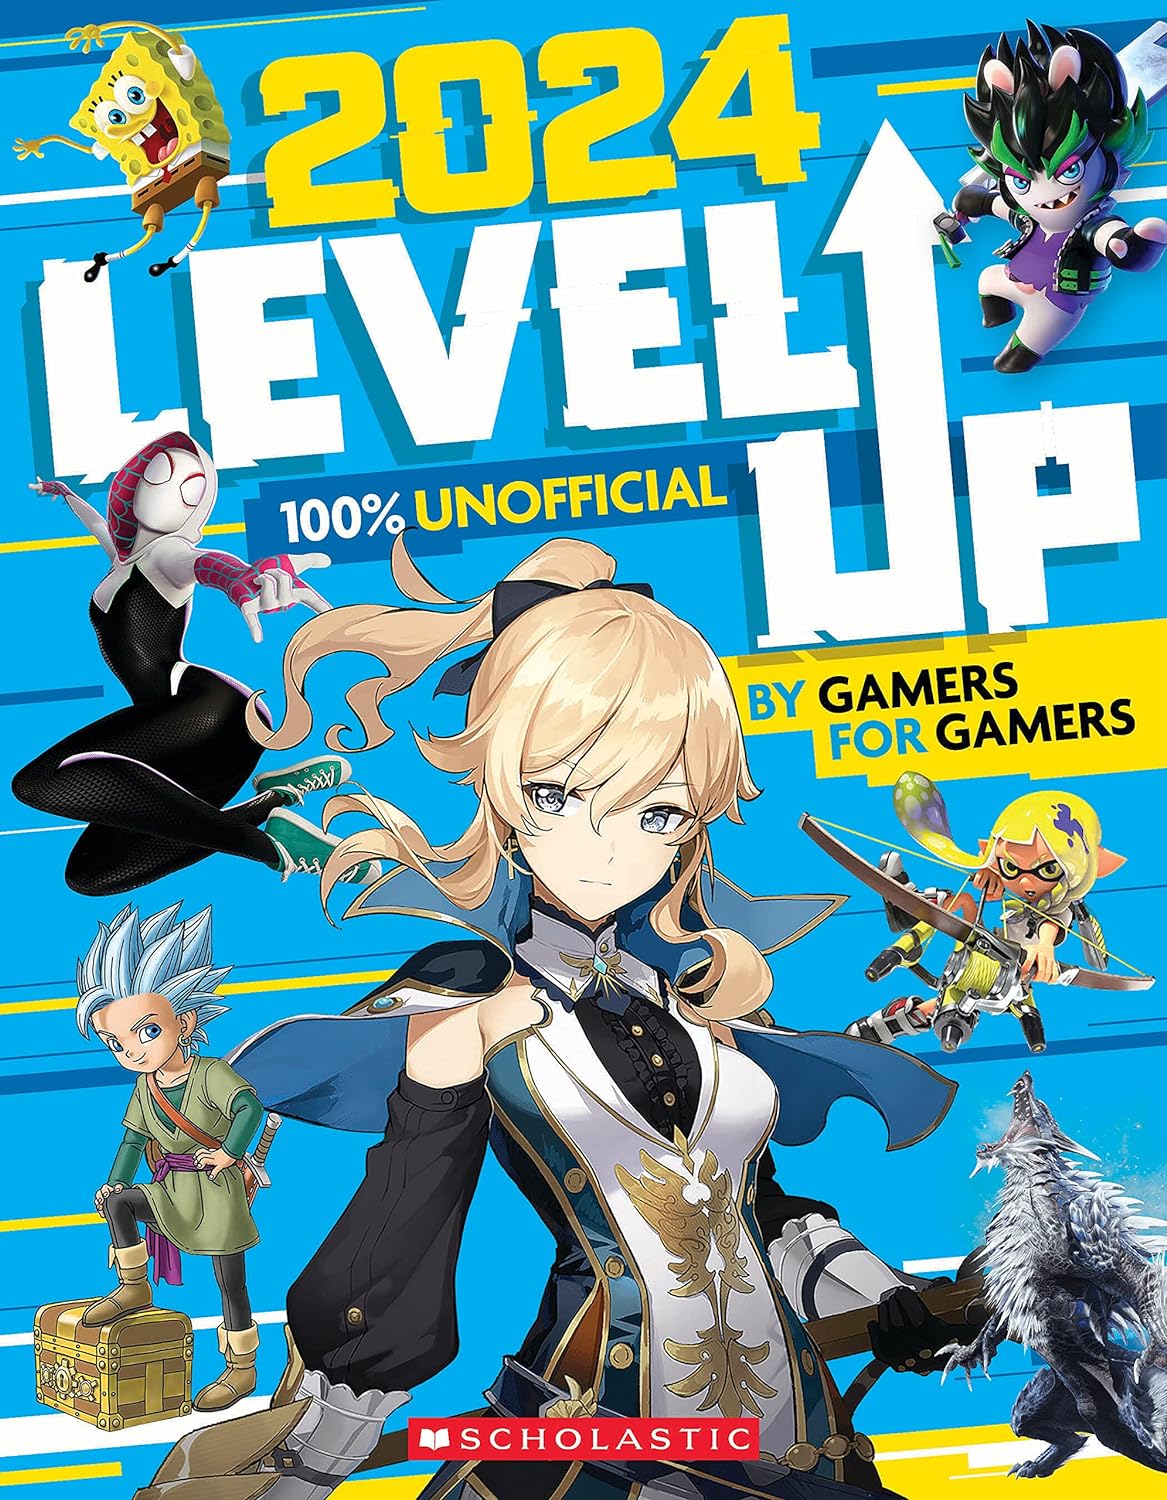 2024
LEVEL
UP
100% UNOFFICIAL
BY GAMERS
FOR GAMERS
SCHOLASTIC